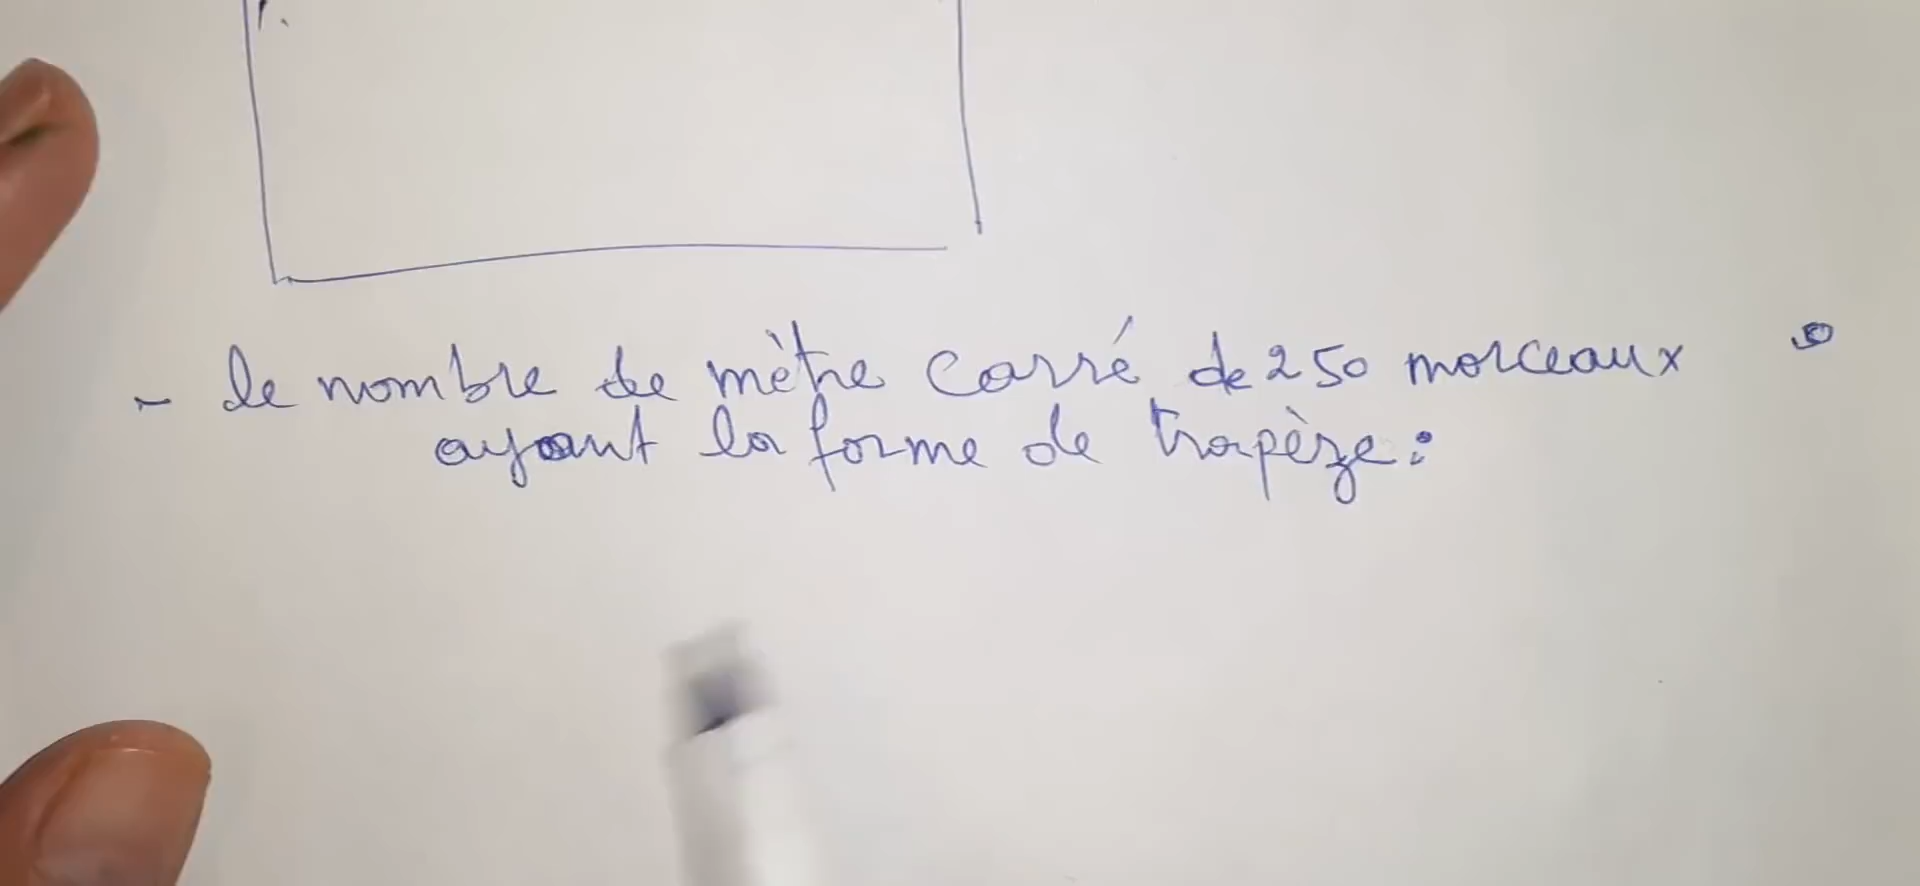 - Le nombre de mètre carré de 250 morceaux
ayant la forme de trapèze :